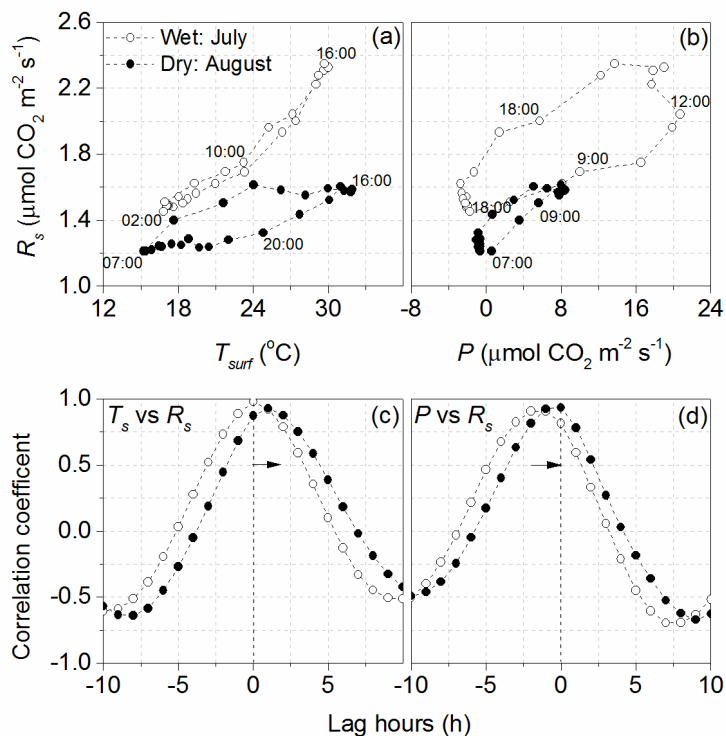 2.6
2.2
1.8
1.4
1.0
R_s (μmol CO_2 m^-2 s^-1)
Wet: July
Dry: August
16:00
(a)
10:00
16:00
02:00
20:00
07:00
12 18 24 30 36
T_surf (°C)
(b)
18:00
12:00
9:00
18:00
09:00
07:00
-8 0 8 16 24
P (μmol CO_2 m^-2 s^-1)
1.0
0.5
0.0
-0.5
-1.0
Correlation coefficent
T_s vs R_s
(c)
-10 -5 0 5
P vs R_s
(d)
-10 -5 0 5 10
Lag hours (h)